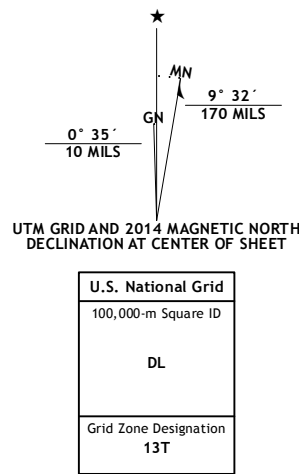 ★
MN
GN
9° 32´
170 MILS
0° 35´
10 MILS
UTM GRID AND 2014 MAGNETIC NORTH
DECLINATION AT CENTER OF SHEET
U.S. National Grid
100,000-m Square ID
DL
Grid Zone Designation
13T